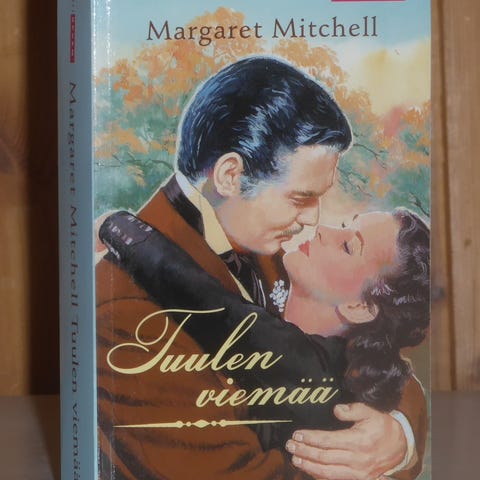 Margaret Mitchell
Tuulen
viemää
Margaret Mitchell Tuulen viemää